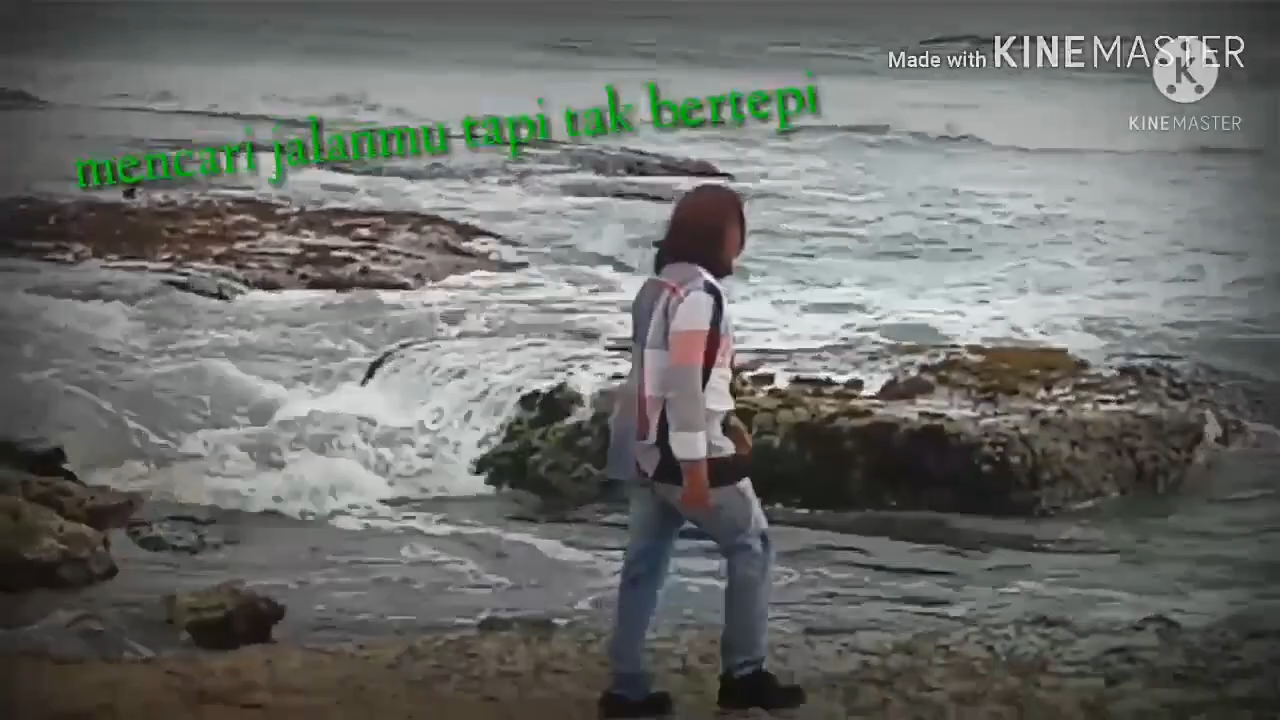 Made with KINEMASTER
K
KINEMASTER
mencari jalanmu tapi tak bertepi